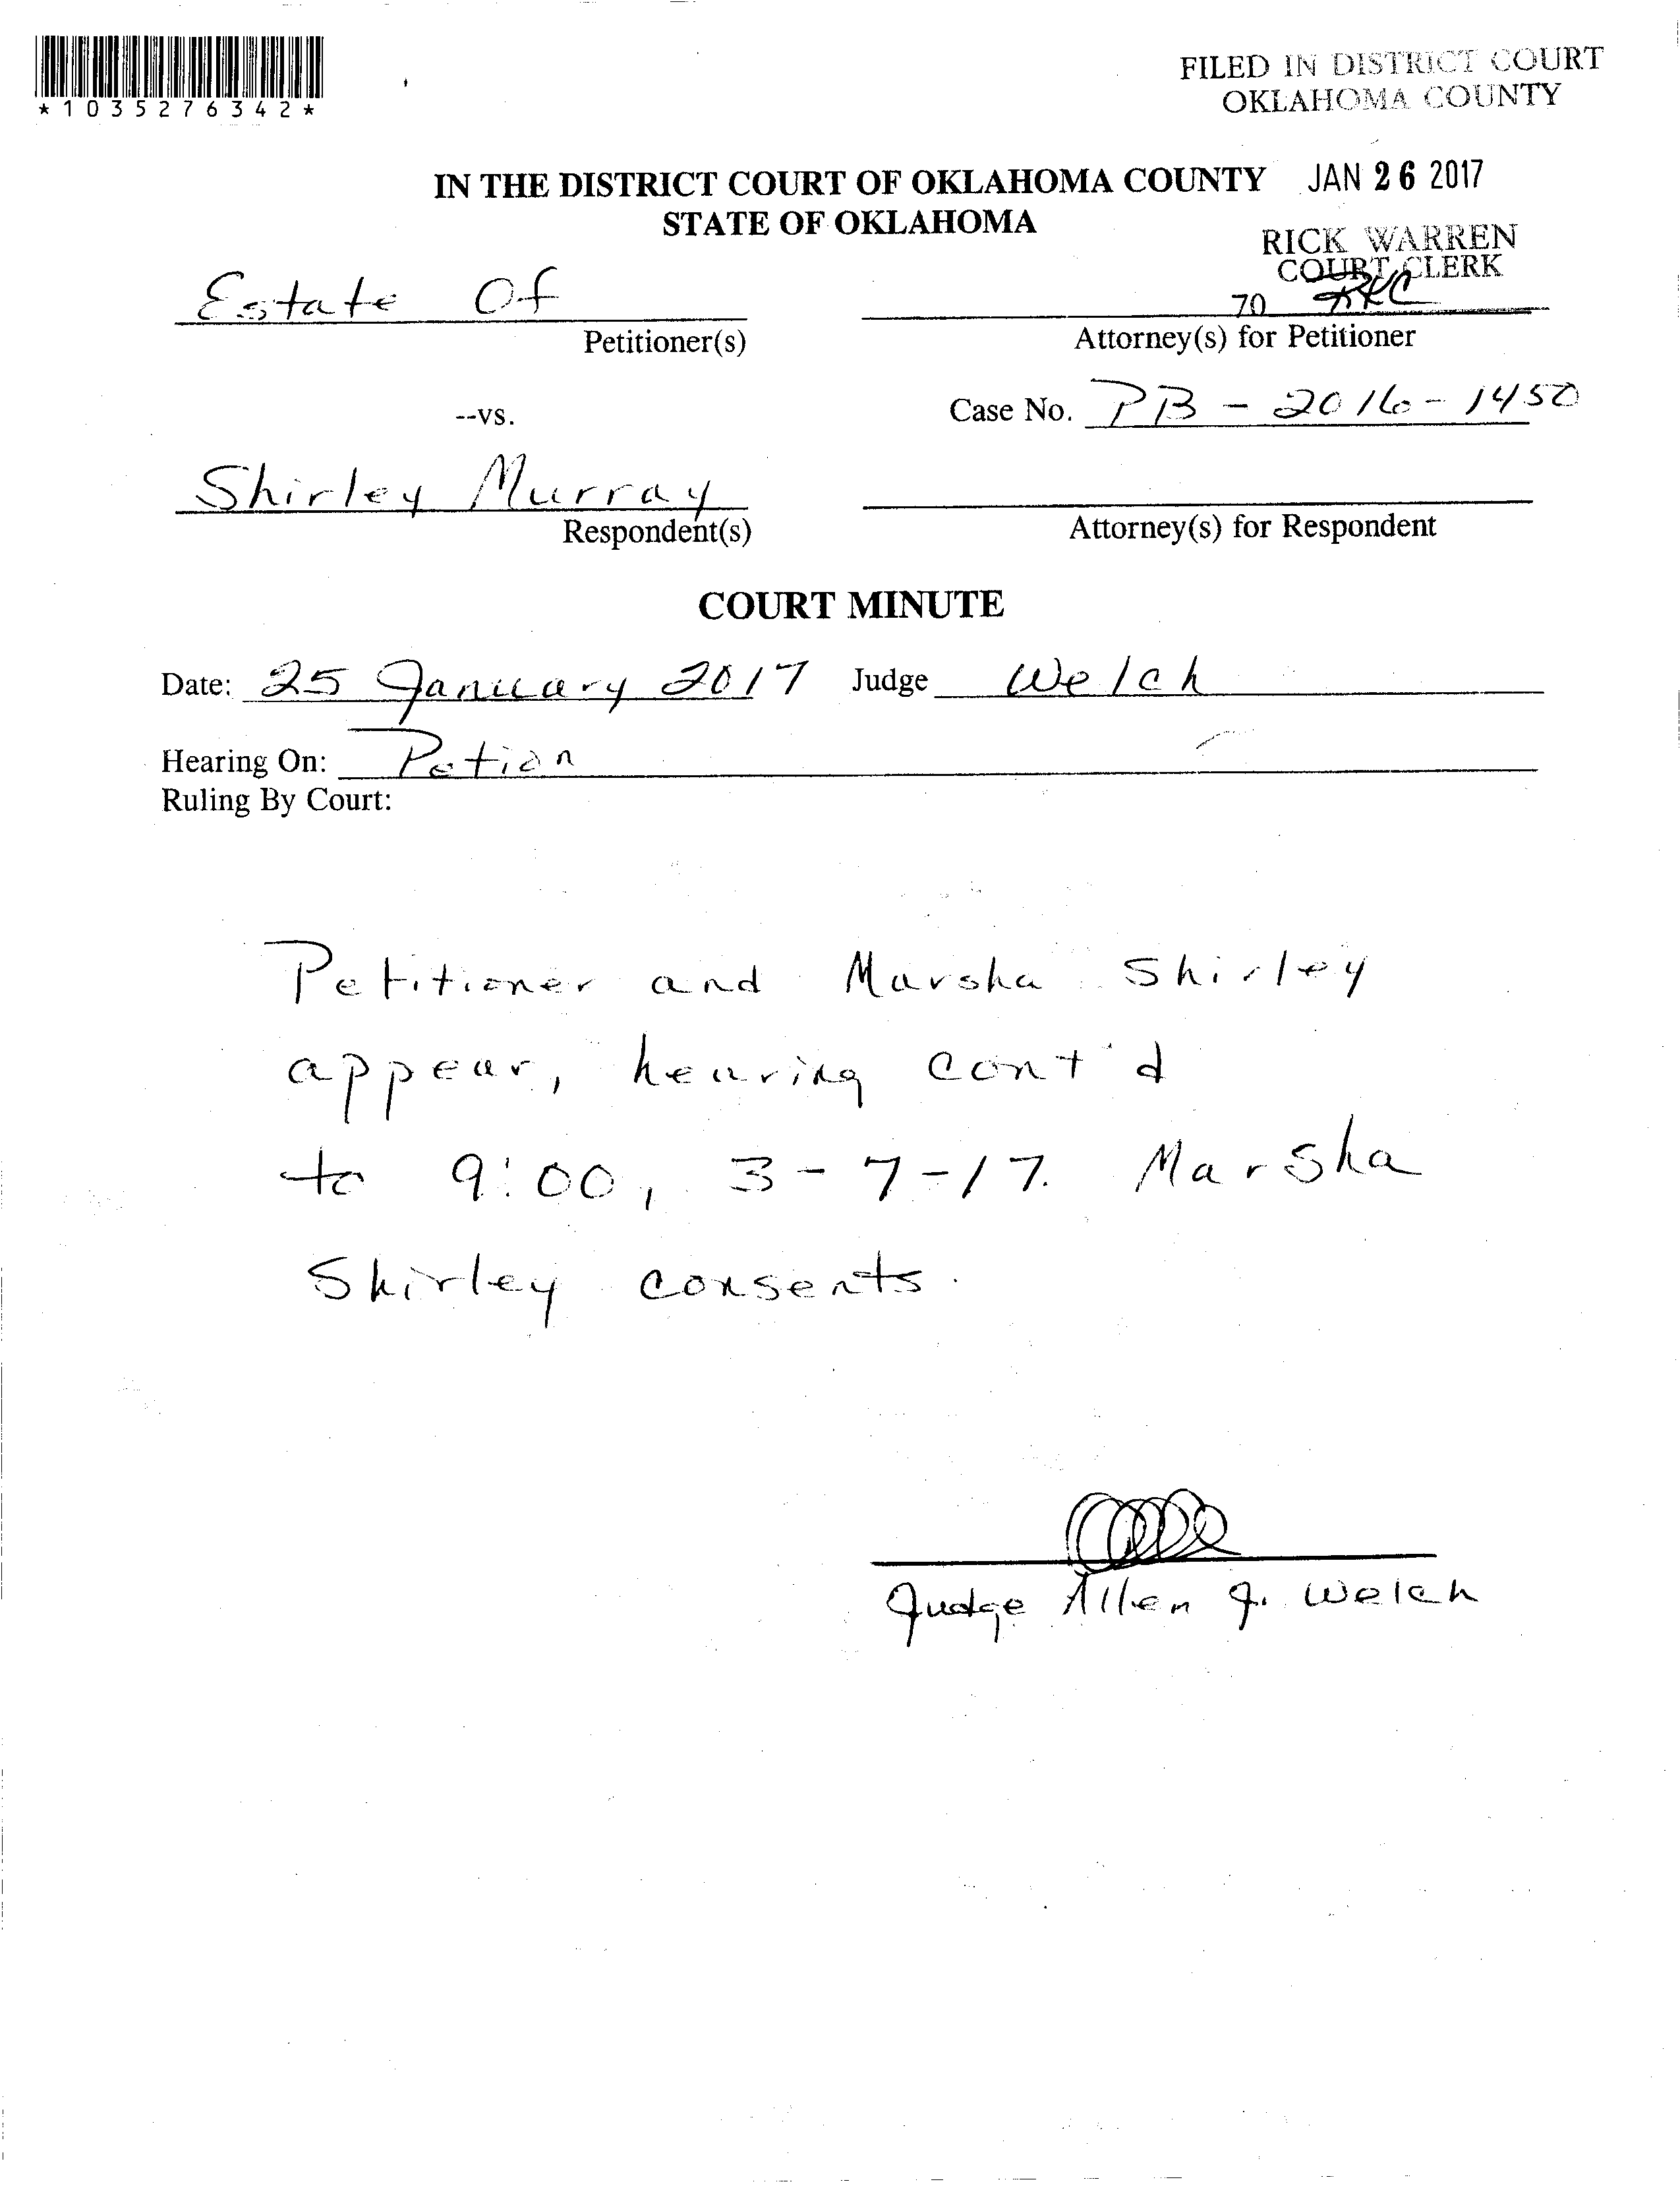 *1035276342*
FILED IN DISTRICT COURT
OKLAHOMA COUNTY
IN THE DISTRICT COURT OF OKLAHOMA COUNTY JAN 26 2017
STATE OF OKLAHOMA
RICK WARREN
COURT CLERK
Estate Of
70
Petitioner(s)
Attorney(s) for Petitioner
--vs.
Case No. PB - 2016 - 1450
Shirley Murray
Respondent(s)
Attorney(s) for Respondent
COURT MINUTE
Date: 25 January 2017 Judge Welch
Hearing On: Petion
Ruling By Court:
Petitioner and Marsha Shirley
appear, hearing cont'd
to 9:00, 3-7-17. Marsha
Shirley consents.
Judge Allen J. Welch